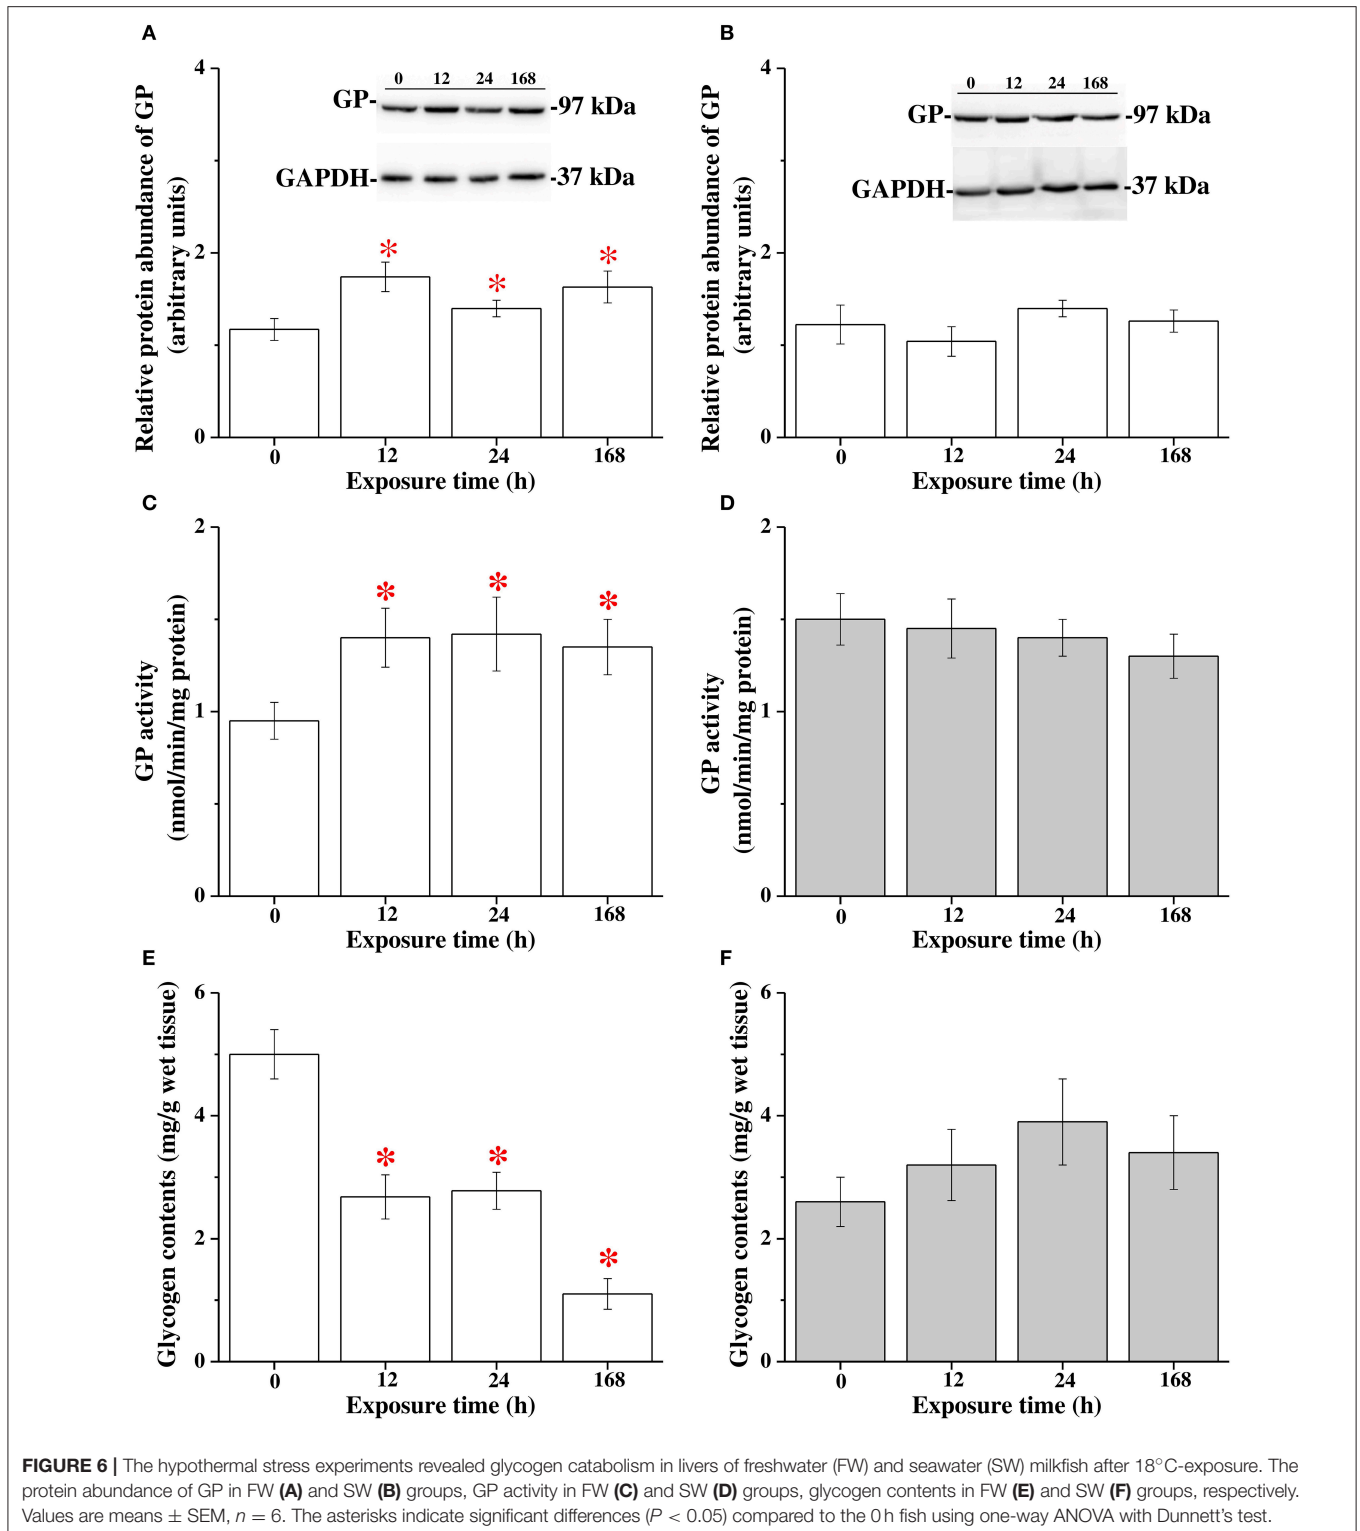 A
Relative protein abundance of GP
(arbitrary units)
4
2
0
0 12 24 168
GP- -97 kDa
GAPDH- -37 kDa
*
*
*
0 12 24 168
Exposure time (h)
B
Relative protein abundance of GP
(arbitrary units)
4
2
0
0 12 24 168
GP- -97 kDa
GAPDH- -37 kDa
0 12 24 168
Exposure time (h)
C
GP activity
(nmol/min/mg protein)
2
1
0
*
*
*
0 12 24 168
Exposure time (h)
D
GP activity
(nmol/min/mg protein)
2
1
0
0 12 24 168
Exposure time (h)
E
Glycogen contents (mg/g wet tissue)
6
4
2
0
*
*
*
0 12 24 168
Exposure time (h)
F
Glycogen contents (mg/g wet tissue)
6
4
2
0
0 12 24 168
Exposure time (h)
FIGURE 6 | The hypothermal stress experiments revealed glycogen catabolism in livers of freshwater (FW) and seawater (SW) milkfish after 18°C-exposure. The
protein abundance of GP in FW (A) and SW (B) groups, GP activity in FW (C) and SW (D) groups, glycogen contents in FW (E) and SW (F) groups, respectively.
Values are means ± SEM, n = 6. The asterisks indicate significant differences (P < 0.05) compared to the 0 h fish using one-way ANOVA with Dunnett's test.